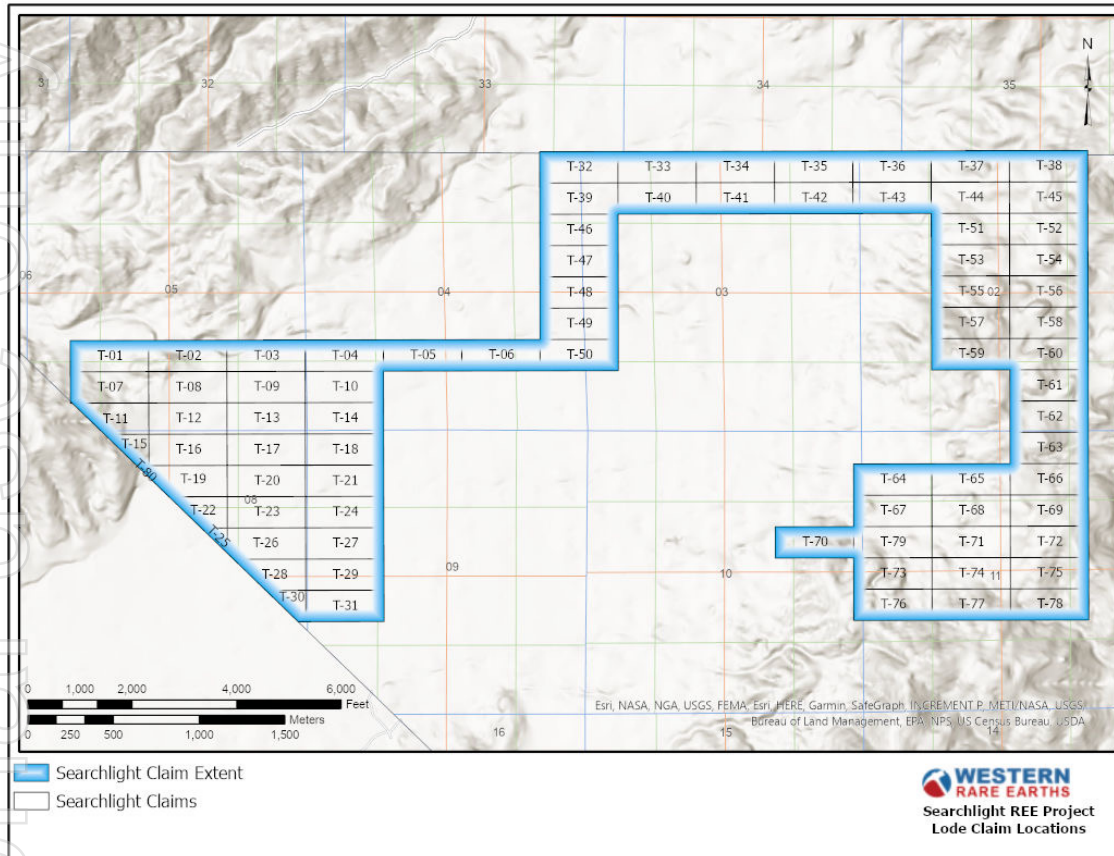 31 32 33 34 35
N
T-32 T-33 T-34 T-35 T-36 T-37 T-38
T-39 T-40 T-41 T-42 T-43 T-44 T-45
T-46 T-51 T-52
T-47 T-53 T-54
06 05 04 T-48 03 T-55 02 T-56
T-49 T-57 T-58
T-01 T-02 T-03 T-04 T-05 T-06 T-50 T-59 T-60
T-07 T-08 T-09 T-10 T-61
T-11 T-12 T-13 T-14 T-62
T-15 T-16 T-17 T-18 T-63
T-80 T-19 T-20 T-21 T-64 T-65 T-66
08
T-22 T-23 T-24 T-67 T-68 T-69
T-25 T-26 T-27 T-70 T-79 T-71 T-72
T-28 T-29 09 10 T-73 T-74 11 T-75
T-30 T-31 T-76 T-77 T-78
0 1,000 2,000 4,000 6,000
Feet
Meters
0 250 500 1,000 1,500
16 15 14
Esri, NASA, NGA, USGS, FEMA, Esri, HERE, Garmin, SafeGraph, INCREMENT P, METI/NASA, USGS,
Bureau of Land Management, EPA, NPS, US Census Bureau, USDA
Searchlight Claim Extent
Searchlight Claims
WESTERN
RARE EARTHS
Searchlight REE Project
Lode Claim Locations